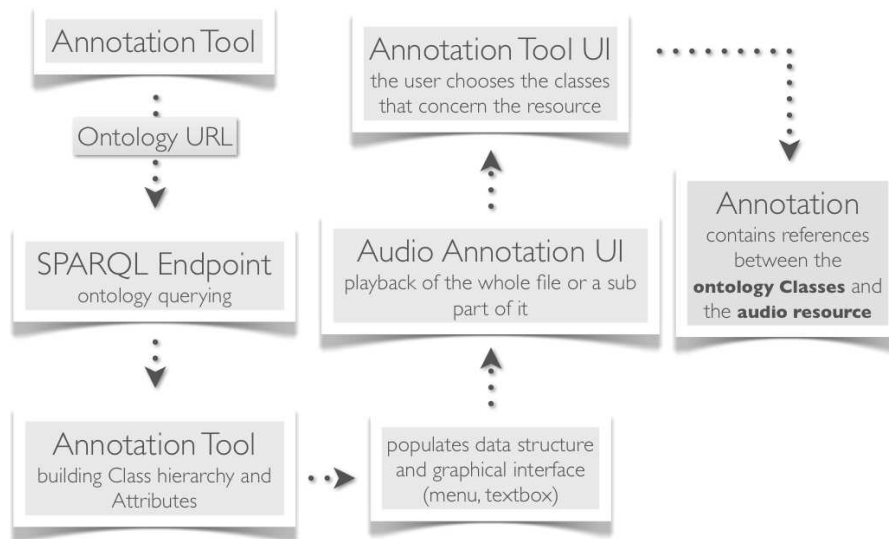 Annotation Tool
Ontology URL
SPARQL Endpoint
ontology querying
Annotation Tool
building Class hierarchy and
Attributes
populates data structure
and graphical interface
(menu, textbox)
Audio Annotation UI
playback of the whole file or a sub
part of it
Annotation Tool UI
the user chooses the classes
that concern the resource
Annotation
contains references
between the
ontology Classes and
the audio resource